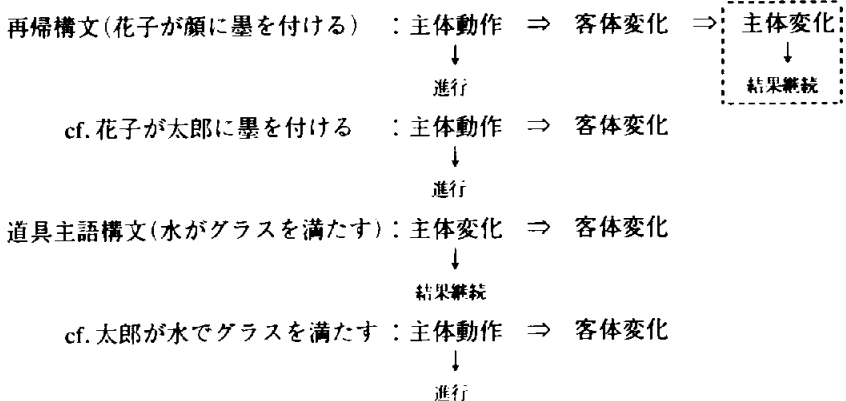 再帰構文(花子が顔に墨を付ける) ：主体動作 ⇒ 客体変化 ⇒ 主体変化
↓ ↓
進行 結果継続
cf.花子が太郎に墨を付ける ：主体動作 ⇒ 客体変化
↓
進行
道具主語構文(水がグラスを満たす)：主体変化 ⇒ 客体変化
↓
結果継続
cf.太郎が水でグラスを満たす ：主体動作 ⇒ 客体変化
↓
進行